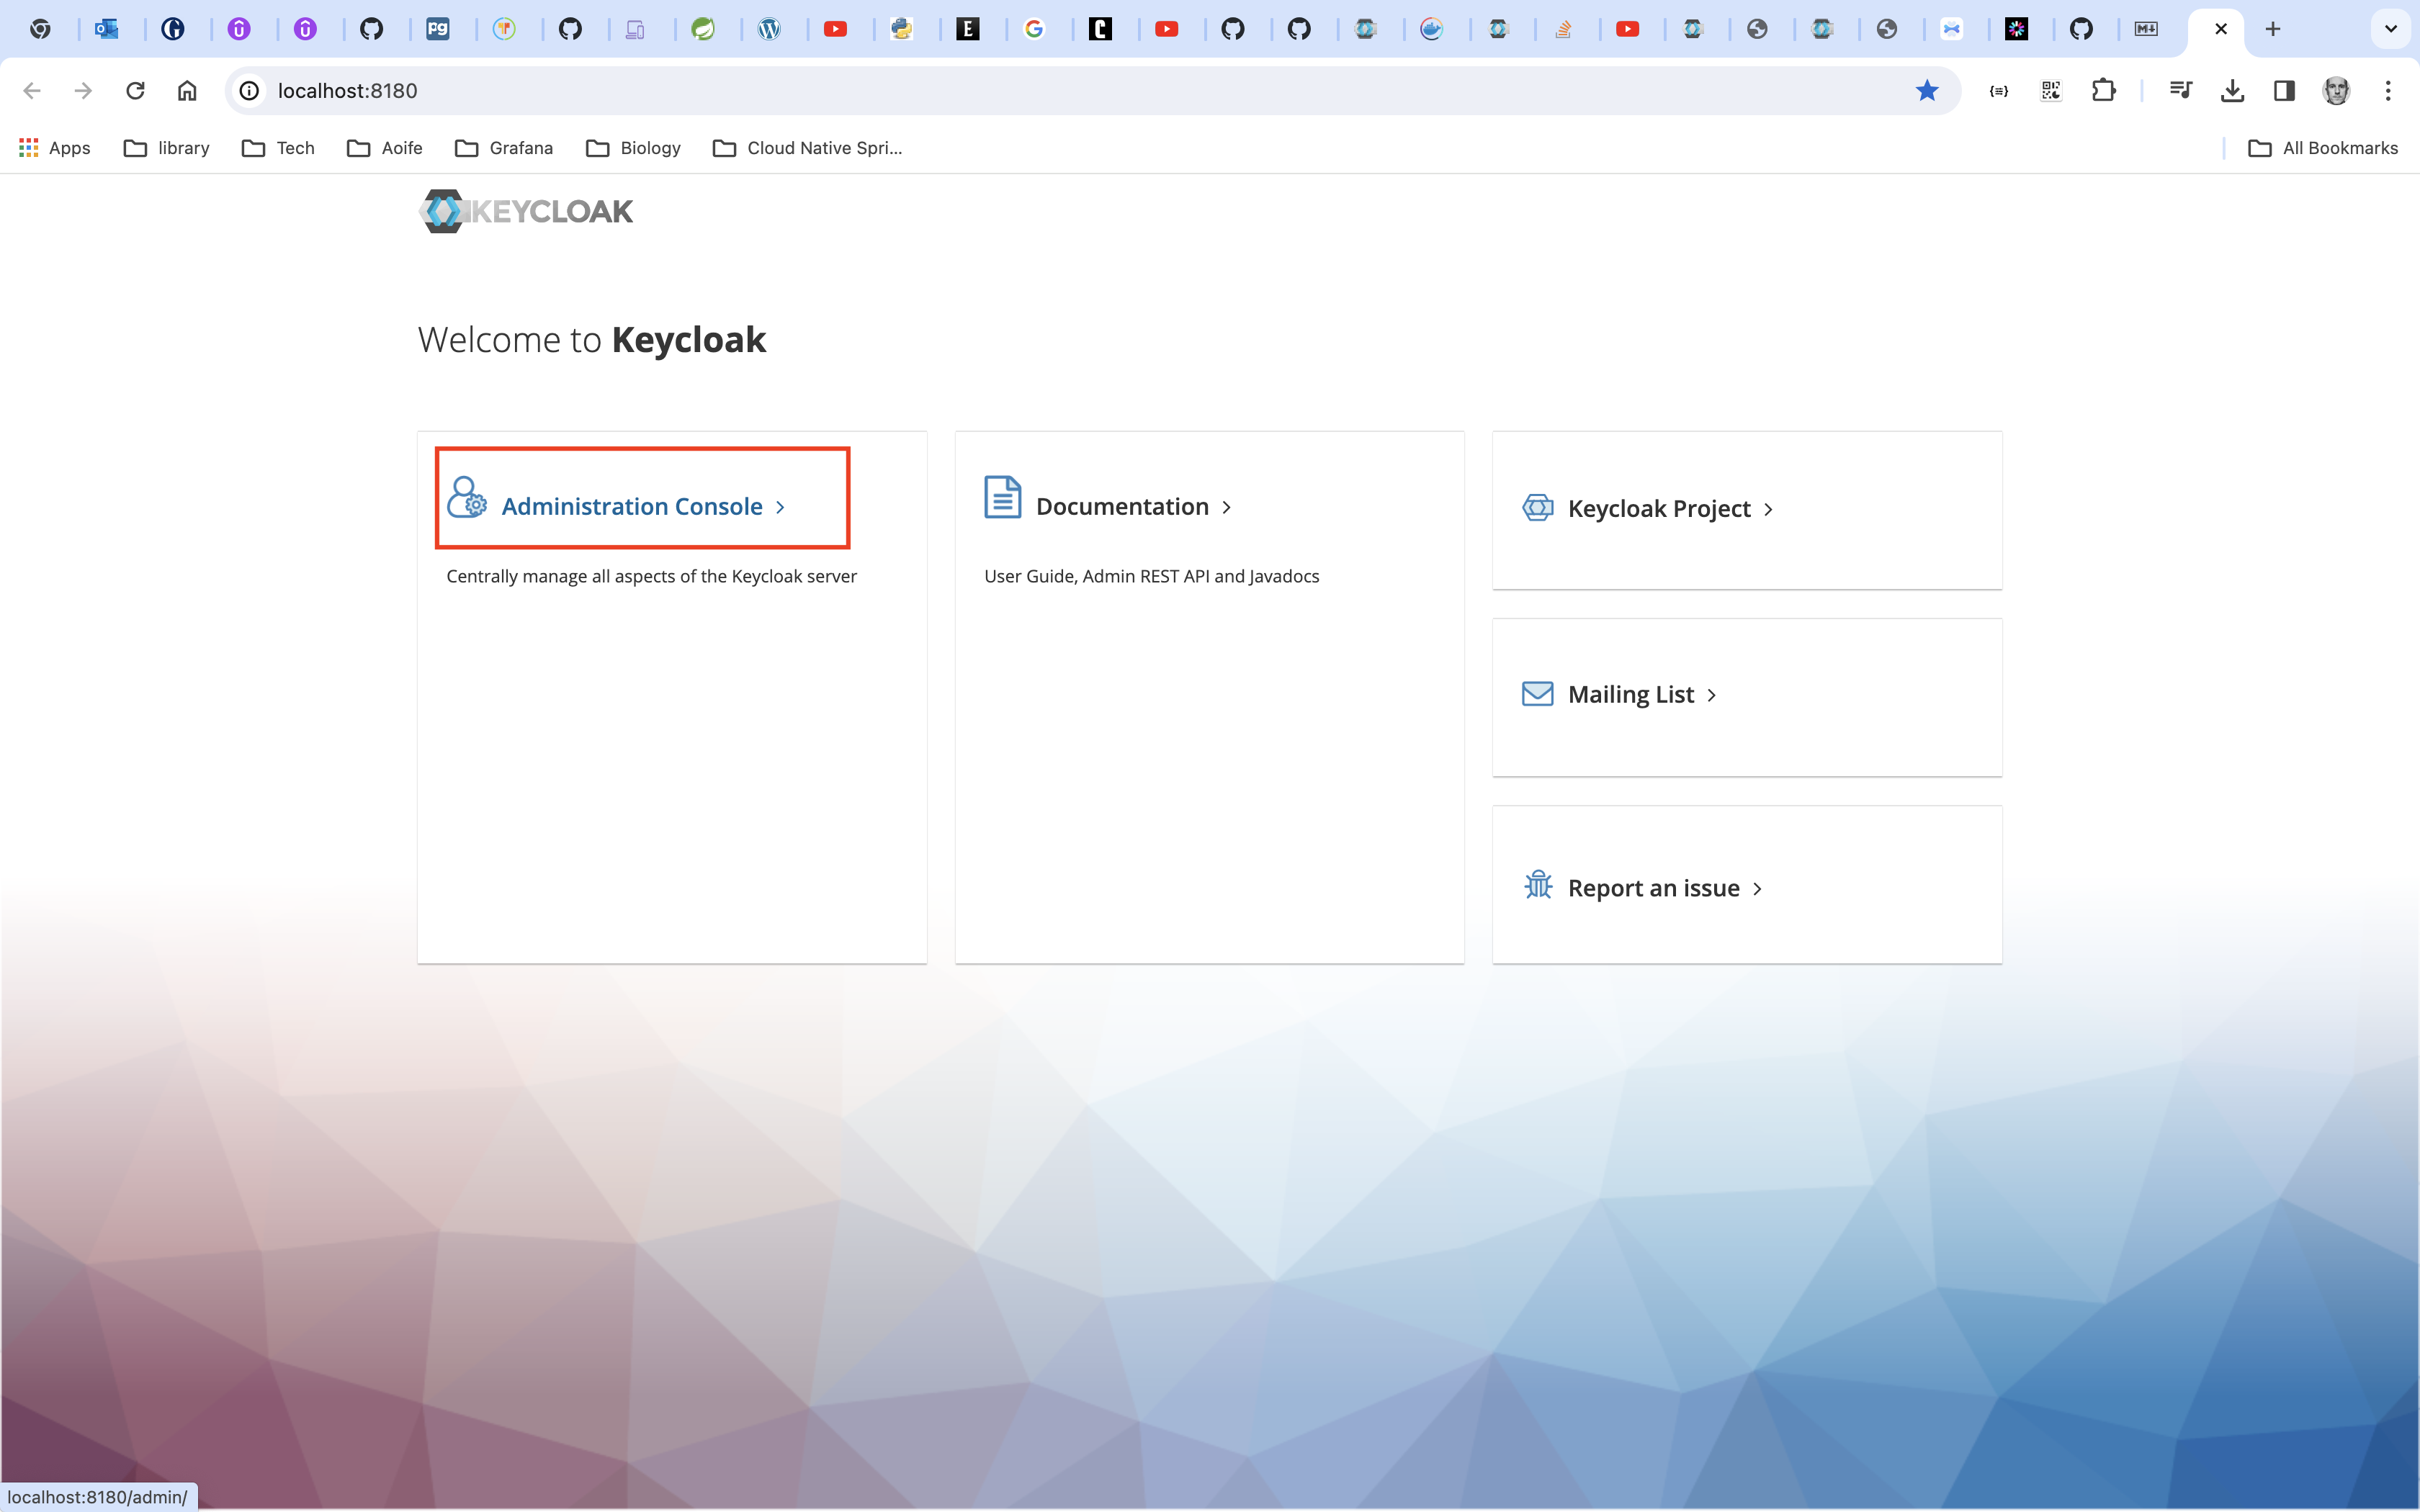 localhost:8180
Apps
library
Tech
Aoife
Grafana
Biology
Cloud Native Spri...
All Bookmarks
KEYCLOAK
Welcome to Keycloak
Administration Console
Centrally manage all aspects of the Keycloak server
Documentation
User Guide, Admin REST API and Javadocs
Keycloak Project
Mailing List
Report an issue
localhost:8180/admin/